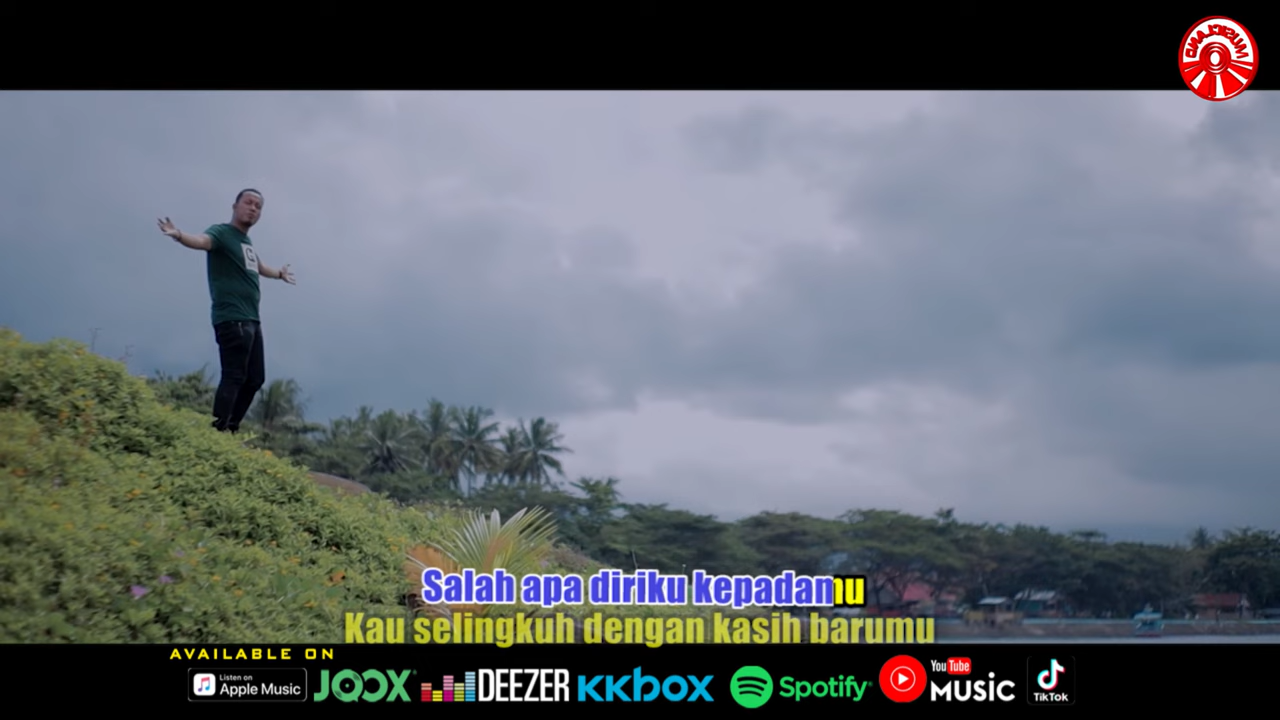 MUSICLAND
Salah apa diriku kepadamu
Kau selingkuh dengan kasih barumu
AVAILABLE ON
Listen on
Apple Music
JOOX
DEEZER
KKBOX
Spotify
YouTube
MUSIC
TikTok